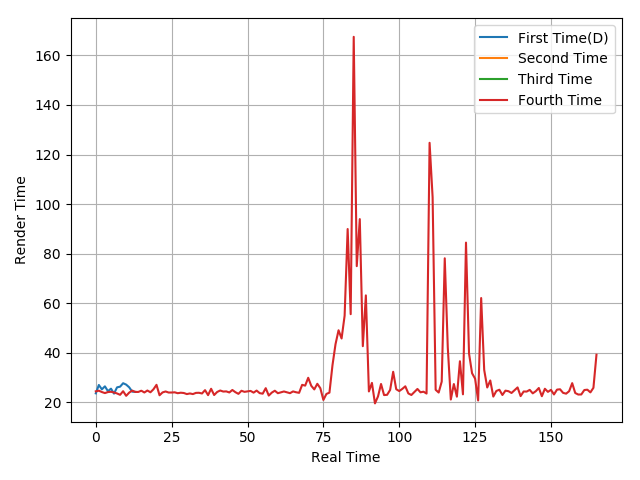 First Time(D)
Second Time
Third Time
Fourth Time
160
140
120
100
80
60
40
20
Render Time
0 25 50 75 100 125 150
Real Time